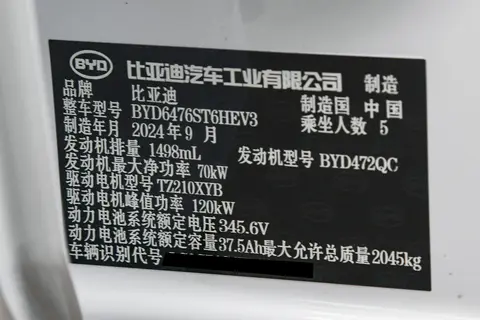 BYD 比亚迪汽车工业有限公司 制造
品牌 比亚迪 制造国 中国
整车型号 BYD6476ST6HEV3 乘坐人数 5
制造年月 2024年9月
发动机排量 1498mL 发动机型号 BYD472QC
发动机最大净功率 70kW
驱动电机型号 TZ210XYB
驱动电机峰值功率 120kW
动力电池系统额定电压 345.6V
动力电池系统额定容量 37.5Ah 最大允许总质量 2045kg
车辆识别代号